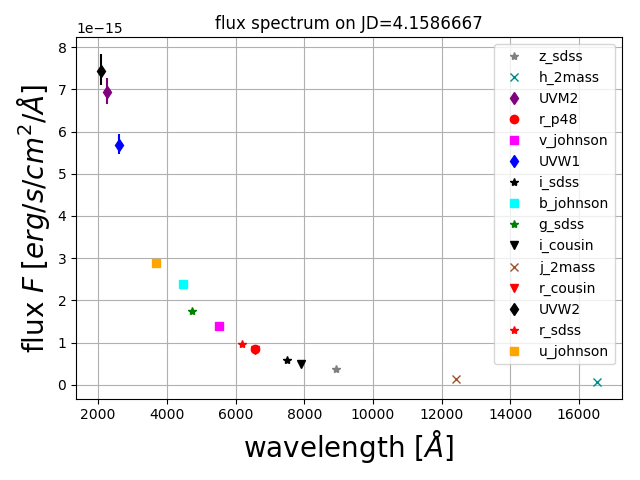 flux spectrum on JD=4.1586667
1e−15
8
7
6
5
4
3
2
1
0
flux F [erg/s/cm²/Å]
z_sdss
h_2mass
UVM2
r_p48
v_johnson
UVW1
i_sdss
b_johnson
g_sdss
i_cousin
j_2mass
r_cousin
UVW2
r_sdss
u_johnson
2000 4000 6000 8000 10000 12000 14000 16000
wavelength [Å]